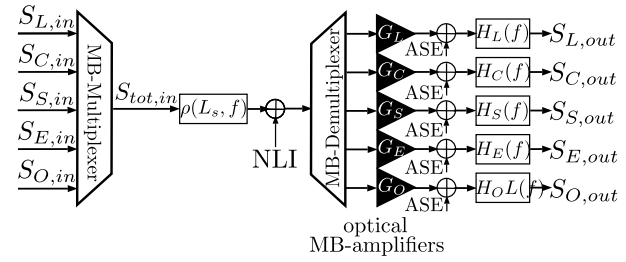 S_{L,in}
S_{C,in}
S_{S,in}
S_{E,in}
S_{O,in}
MB-Multiplexer
S_{tot,in}
ρ(L_s, f)
NLI
MB-Demultiplexer
G_L
ASE
H_L(f)
S_{L,out}
G_C
ASE
H_C(f)
S_{C,out}
G_S
ASE
H_S(f)
S_{S,out}
G_E
ASE
H_E(f)
S_{E,out}
G_O
ASE
H_O L(f)
S_{O,out}
optical
MB-amplifiers